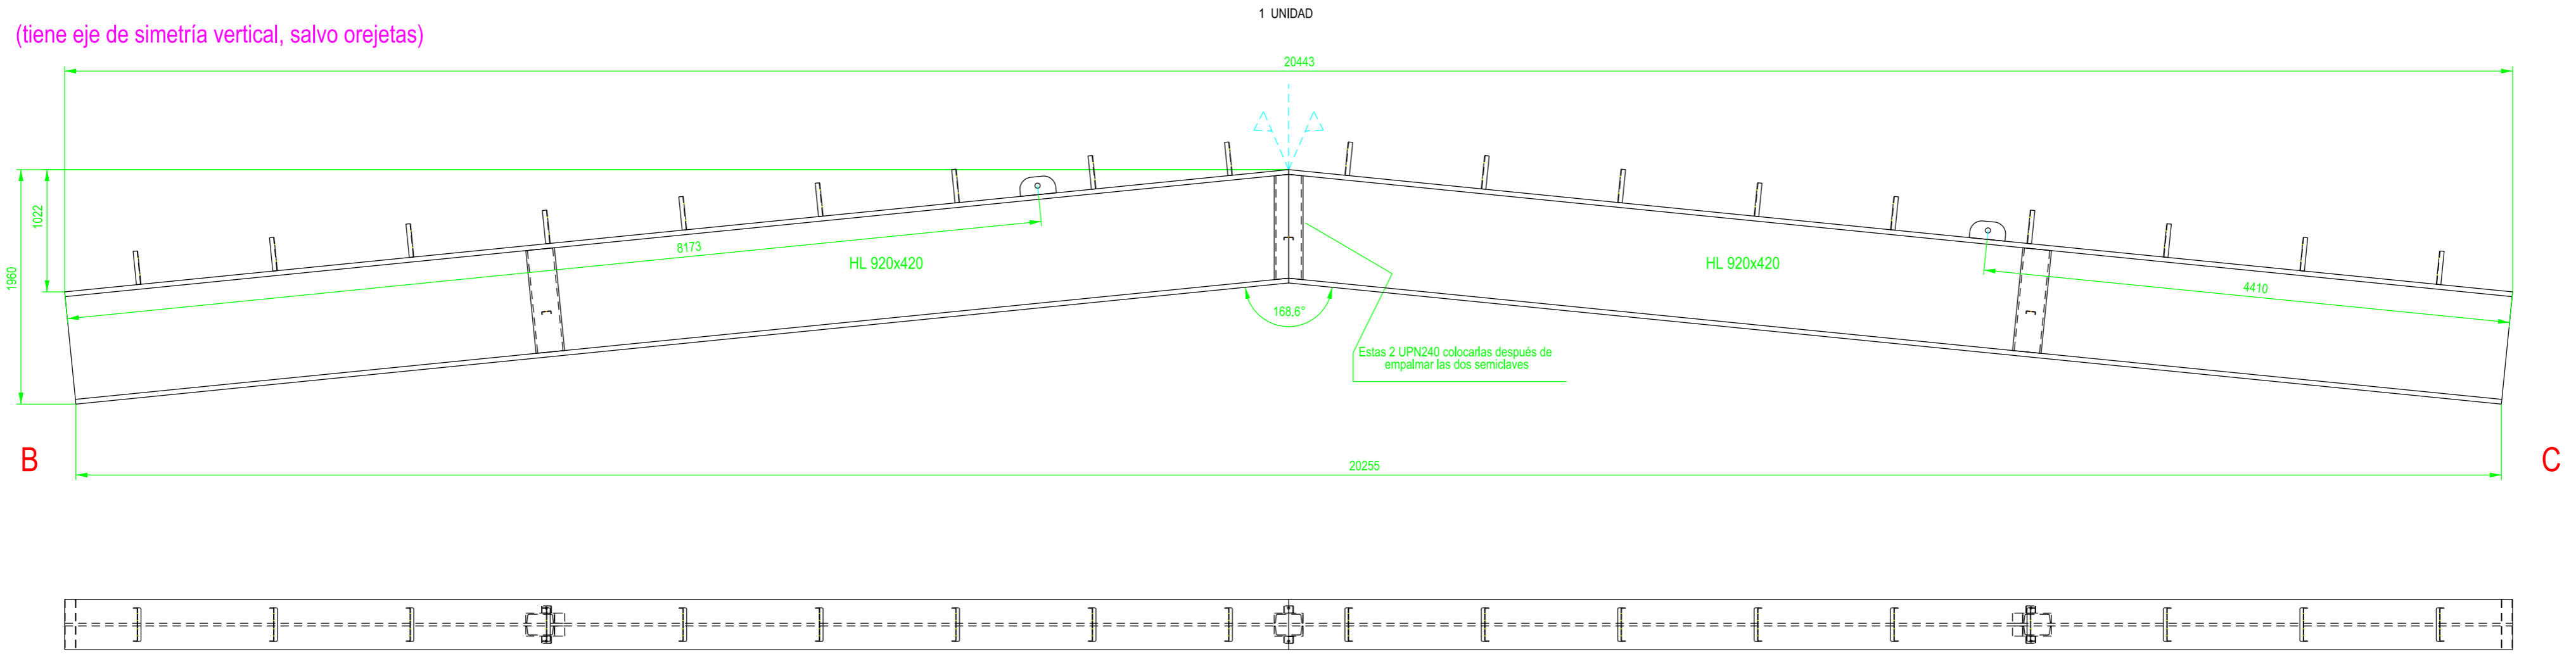 1 UNIDAD
(tiene eje de simetría vertical, salvo orejetas)
20443
1022
1960
8173
HL 920x420
HL 920x420
4410
168,6°
Estas 2 UPN240 colocarlas después de
empalmar las dos semiclaves
B
C
20255